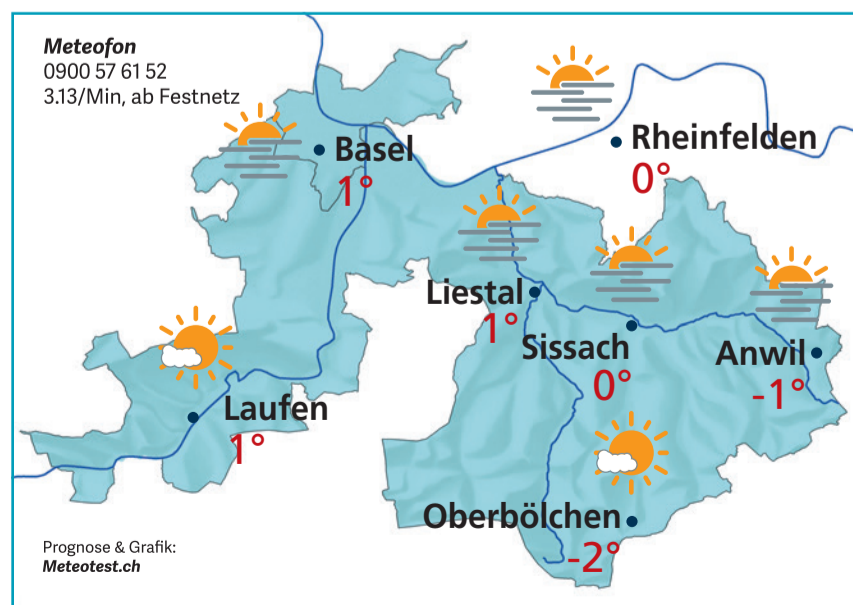 Meteofon
0900 57 61 52
3.13/Min, ab Festnetz
Rheinfelden
0°
Basel
1°
Liestal
1°
Sissach
0°
Anwil
-1°
Laufen
1°
Oberbölchen
-2°
Prognose & Grafik:
Meteotest.ch